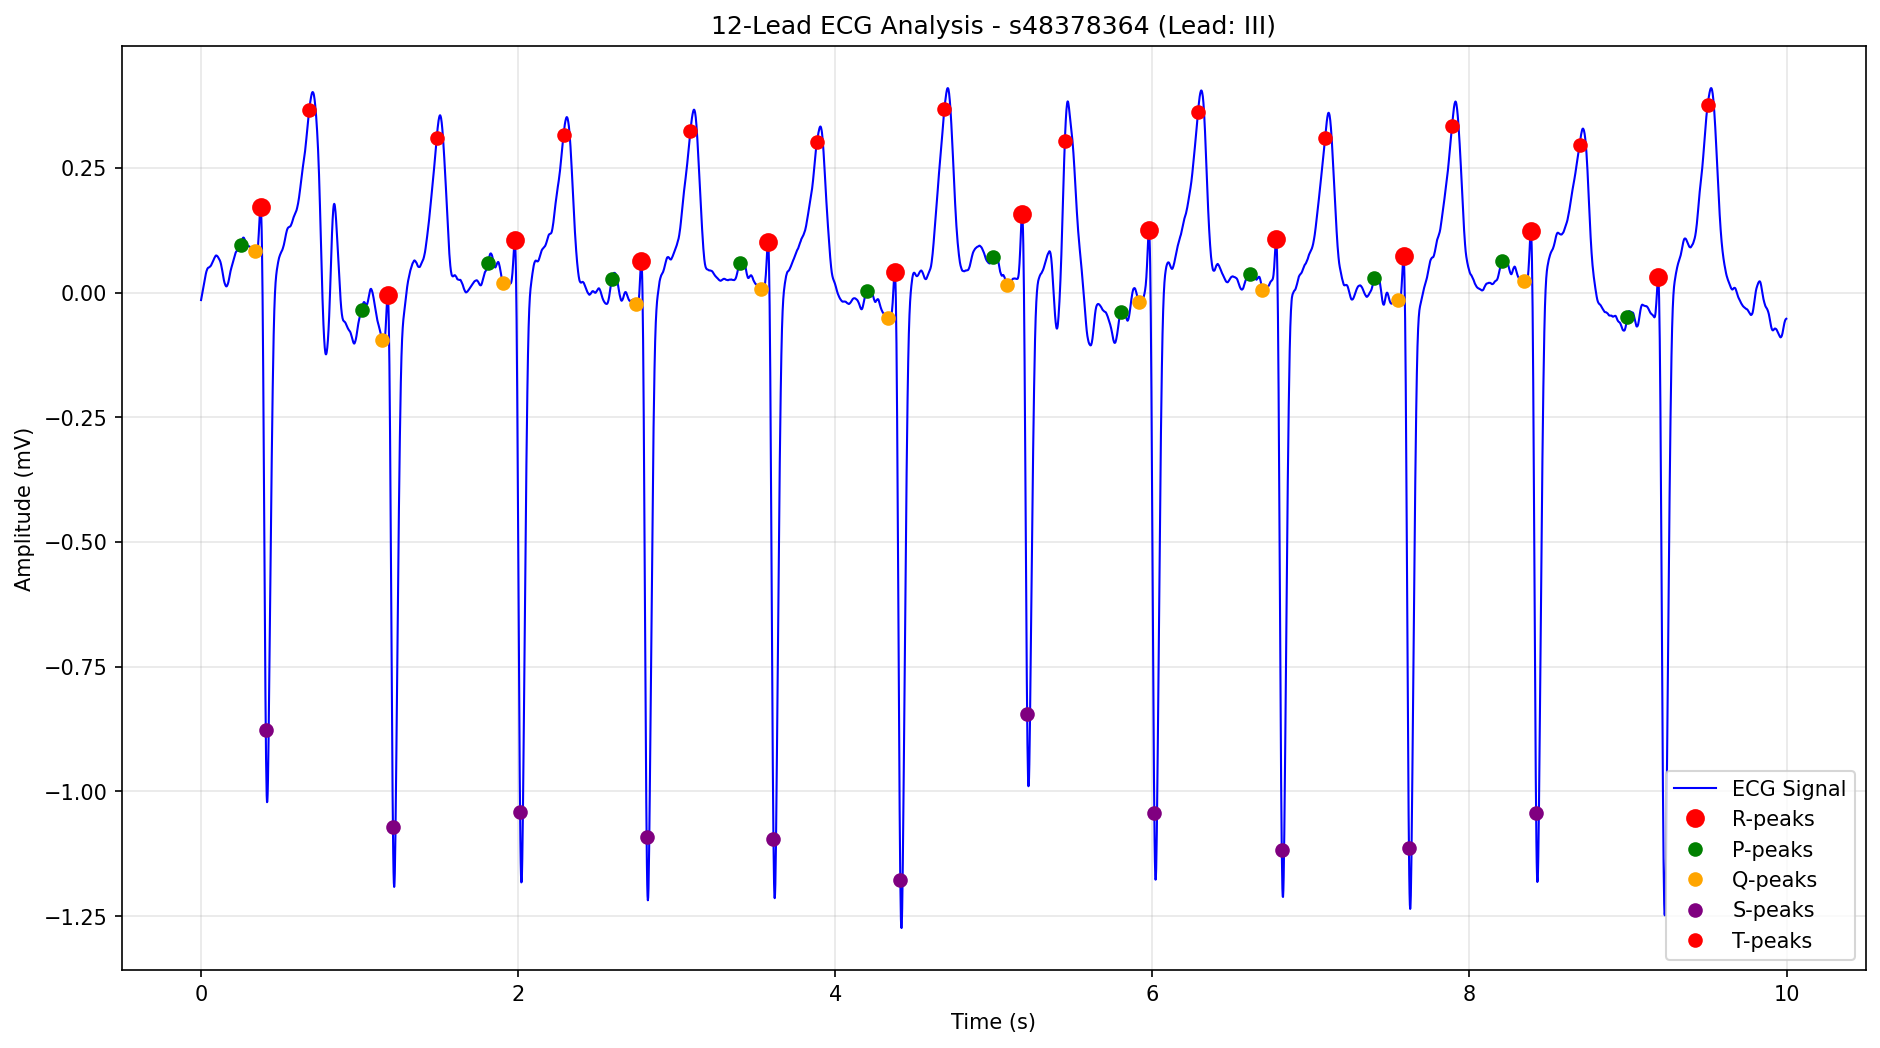 12-Lead ECG Analysis - s48378364 (Lead: III)
Amplitude (mV)
0.25
0.00
−0.25
−0.50
−0.75
−1.00
−1.25
ECG Signal
R-peaks
P-peaks
Q-peaks
S-peaks
T-peaks
0 2 4 6 8 10
Time (s)